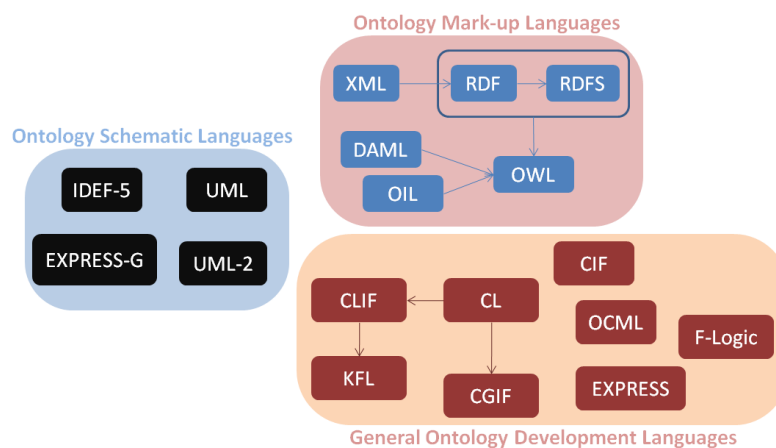 Ontology Mark-up Languages
XML
RDF
RDFS
DAML
OIL
OWL
Ontology Schematic Languages
IDEF-5
UML
EXPRESS-G
UML-2
CIF
CLIF
CL
OCML
F-Logic
KFL
CGIF
EXPRESS
General Ontology Development Languages